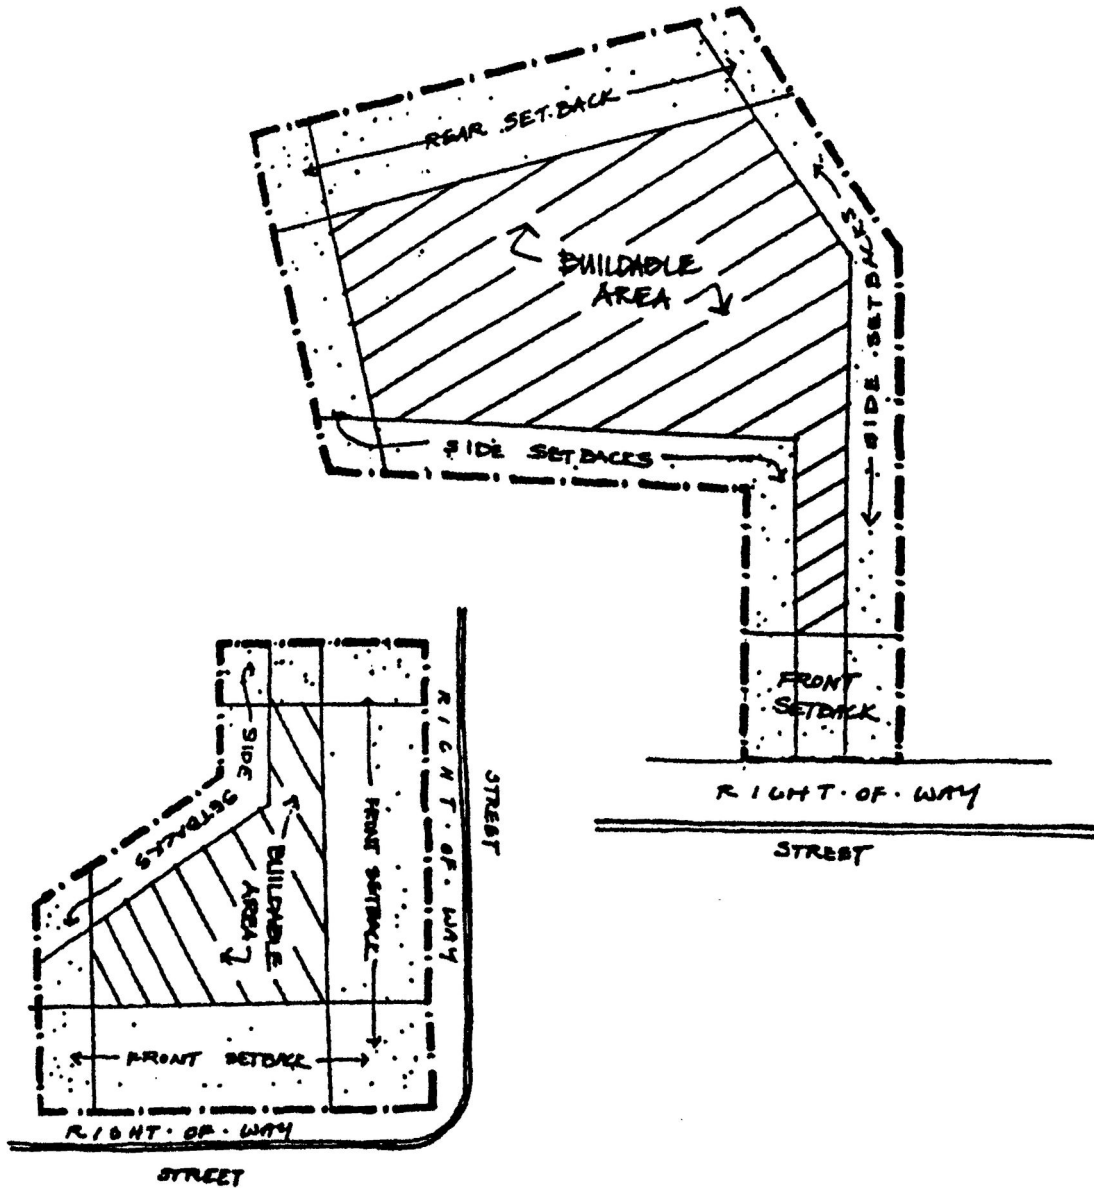 REAR SET.BACK
SIDE SETBACKS
BUILDABLE
AREA
SIDE SETBACKS
FRONT
SETBACK
RIGHT.OF.WAY
STREET
SIDE SETBACKS
BUILDABLE
AREA
FRONT SETBACK
RIGHT.OF.WAY
STREET
FRONT SETBACK
RIGHT.OF.WAY
STREET